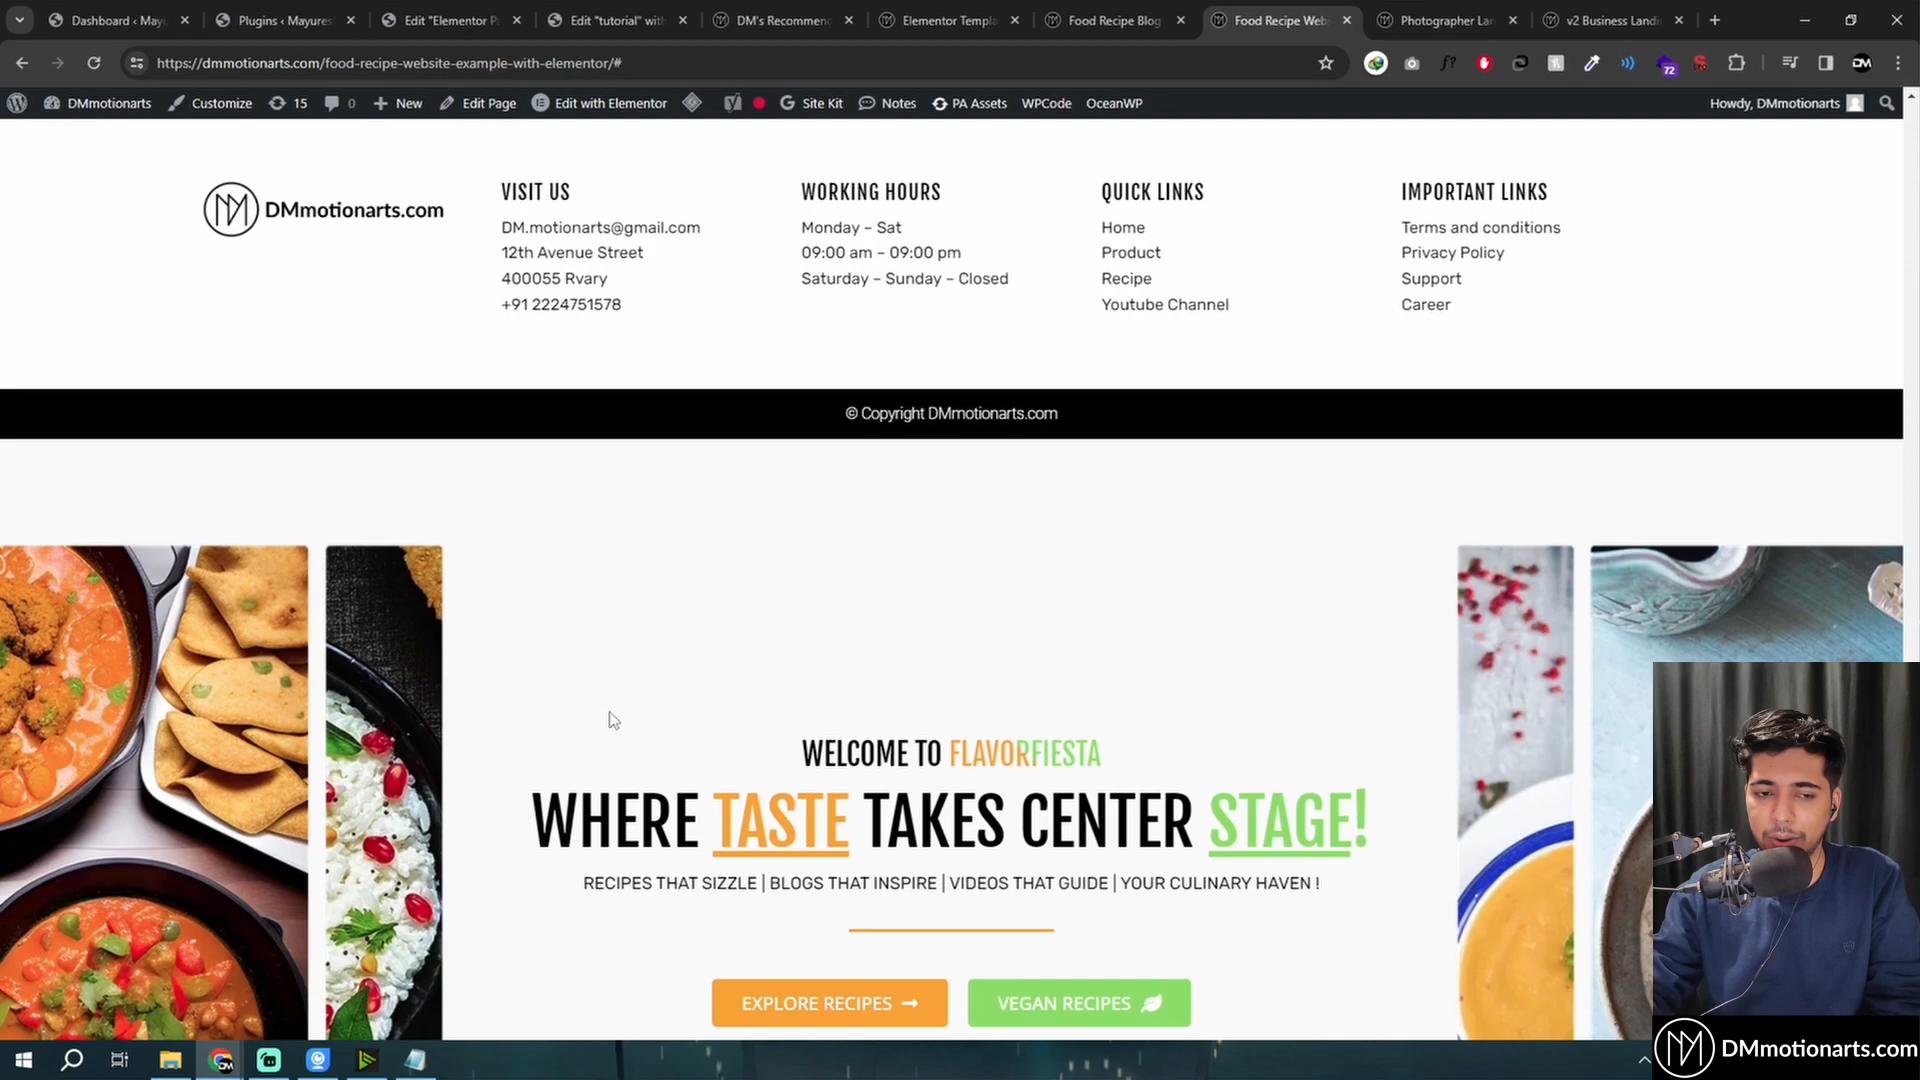 Dashboard ‹ Mayu
Plugins ‹ Mayures
Edit "Elementor P
Edit "tutorial" with
DM's Recommen
Elementor Templa
Food Recipe Blog
Food Recipe Web
Photographer Lan
v2 Business Landi
https://dmmotionarts.com/food-recipe-website-example-with-elementor/#
f?
72
DM
DMmotionarts
Customize
15
0
New
Edit Page
Edit with Elementor
Site Kit
Notes
PA Assets
WPCode
OceanWP
Howdy, DMmotionarts
DMmotionarts.com
VISIT US
DM.motionarts@gmail.com
12th Avenue Street
400055 Rvary
+91 2224751578
WORKING HOURS
Monday – Sat
09:00 am – 09:00 pm
Saturday – Sunday – Closed
QUICK LINKS
Home
Product
Recipe
Youtube Channel
IMPORTANT LINKS
Terms and conditions
Privacy Policy
Support
Career
© Copyright DMmotionarts.com
WELCOME TO FLAVORFIESTA
WHERE TASTE TAKES CENTER STAGE!
RECIPES THAT SIZZLE | BLOGS THAT INSPIRE | VIDEOS THAT GUIDE | YOUR CULINARY HAVEN !
EXPLORE RECIPES →
VEGAN RECIPES
DMmotionarts.com